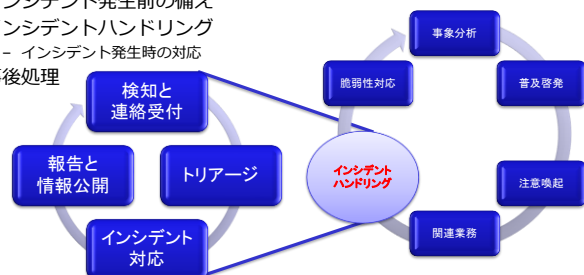 インシデント発生前の備え
インシデントハンドリング
– インシデント発生時の対応
後処理
検知と
連絡受付
報告と
情報公開
トリアージ
インシデント
対応
事象分析
脆弱性対応
普及啓発
インシデント
ハンドリング
注意喚起
関連業務